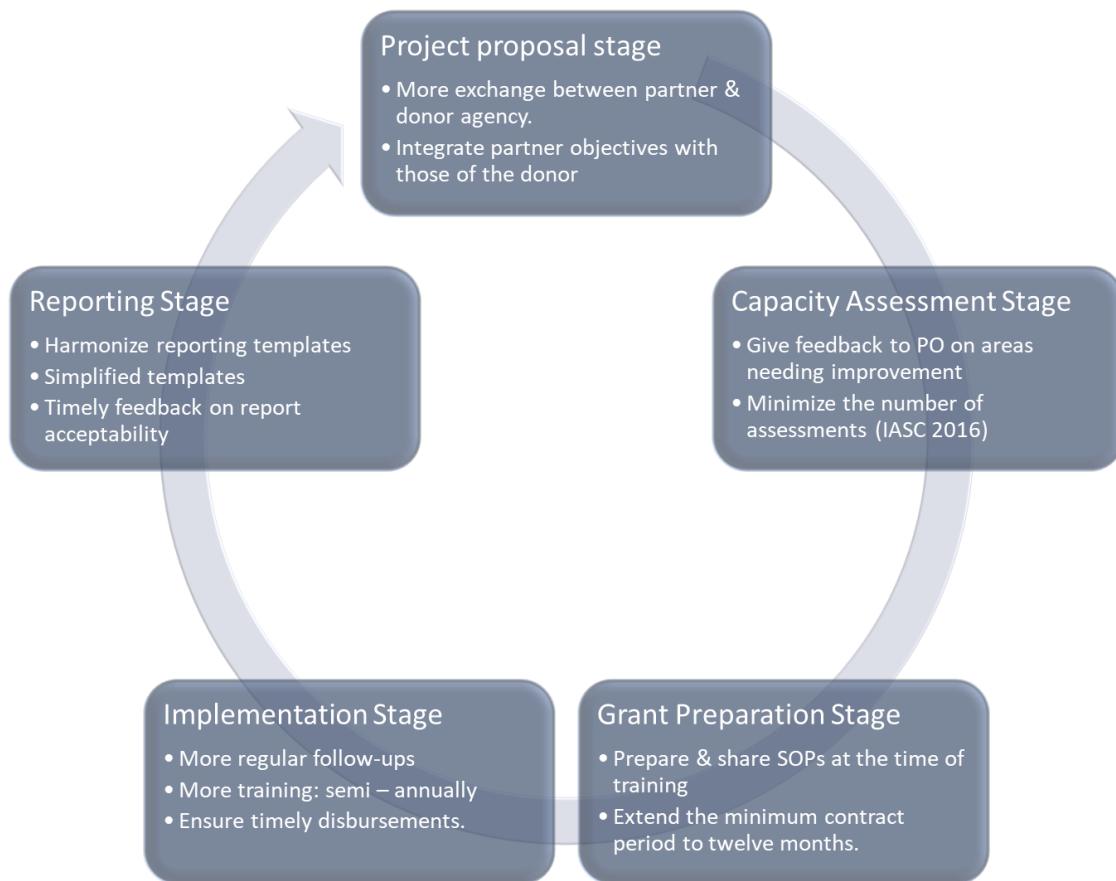 Project proposal stage
• More exchange between partner &
donor agency.
• Integrate partner objectives with
those of the donor
Capacity Assessment Stage
• Give feedback to PO on areas
needing improvement
• Minimize the number of
assessments (IASC 2016)
Grant Preparation Stage
• Prepare & share SOPs at the time of
training
• Extend the minimum contract
period to twelve months.
Implementation Stage
• More regular follow-ups
• More training: semi – annually
• Ensure timely disbursements.
Reporting Stage
• Harmonize reporting templates
• Simplified templates
• Timely feedback on report
acceptability